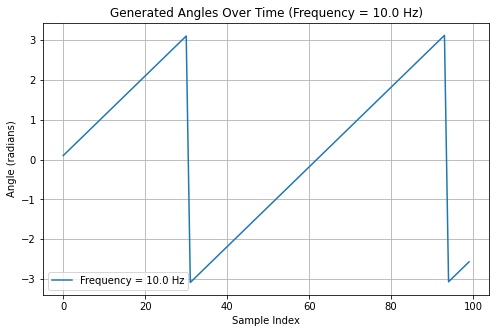 Generated Angles Over Time (Frequency = 10.0 Hz)
Angle (radians)
3
2
1
0
−1
−2
−3
Frequency = 10.0 Hz
0 20 40 60 80 100
Sample Index